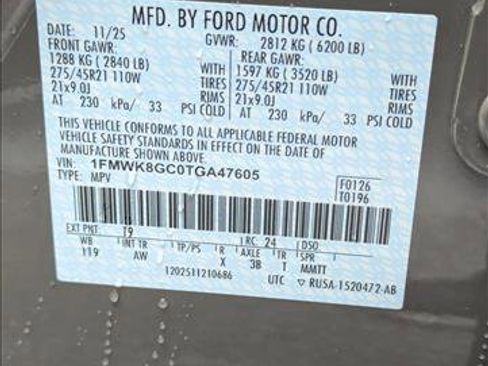 MFD. BY FORD MOTOR CO.
DATE: 11/25 GVWR: 2812 KG ( 6200 LB)
FRONT GAWR: REAR GAWR:
1288 KG ( 2840 LB) WITH 1597 KG ( 3520 LB) WITH
275/45R21 110W TIRES 275/45R21 110W TIRES
21x9.0J RIMS 21x9.0J RIMS
AT 230 kPa/ 33 PSI COLD AT 230 kPa/ 33 PSI COLD
THIS VEHICLE CONFORMS TO ALL APPLICABLE FEDERAL MOTOR
VEHICLE SAFETY STANDARDS IN EFFECT ON THE DATE OF
MANUFACTURE SHOWN ABOVE.
VIN: 1FMWK8GC0TGA47605
TYPE: MPV F0126
T0196
EXT PNT: T9 RC: 24 DSO:
WB INT TR TP/PS R AXLE TR SPR
119 AW X 3B T MMTT
1202511210686 UTC ▽ RUSA-1520472-AB